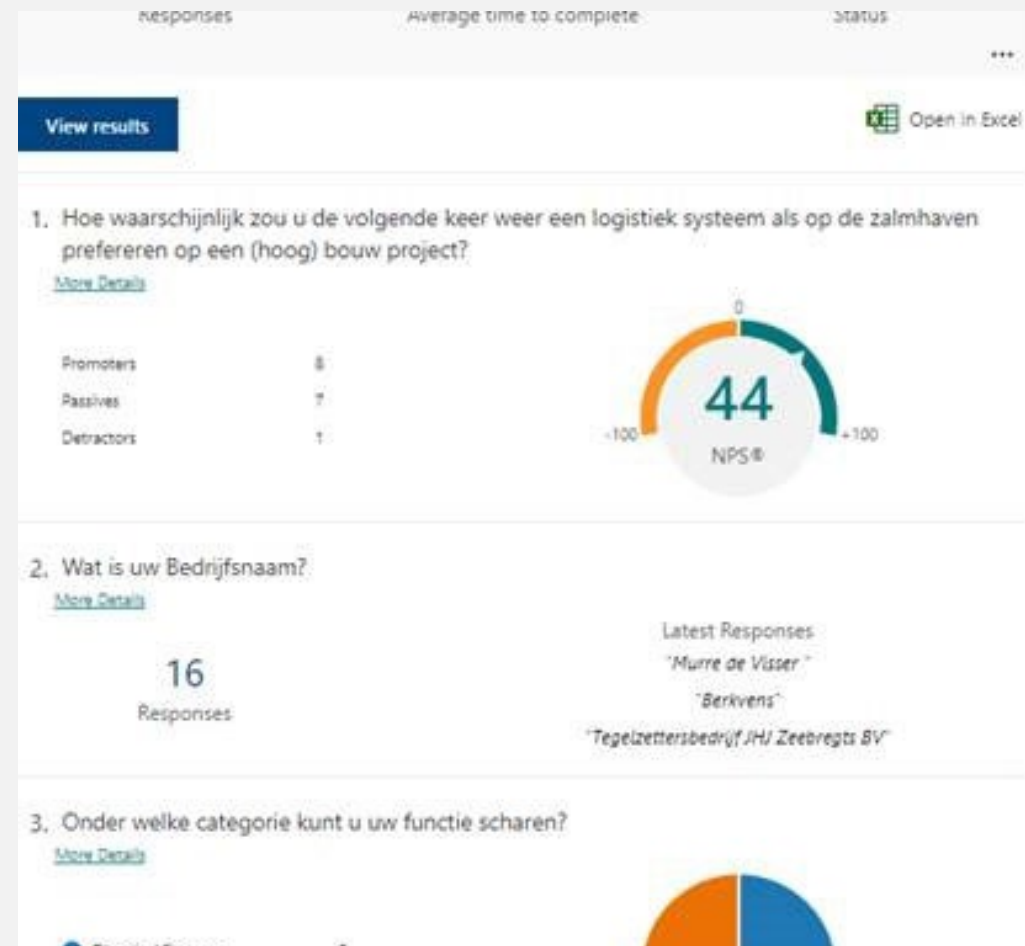 Responses Average time to complete Status
...
View results Open in Excel
1. Hoe waarschijnlijk zou u de volgende keer weer een logistiek systeem als op de zalmhaven
prefereren op een (hoog) bouw project?
More Details
0
Promoters 8
Passives 7
Detractors 1
44
-100 +100
NPS®
2. Wat is uw Bedrijfsnaam?
More Details
Latest Responses
"Murre de Visser "
16
"Berkvens"
Responses
"Tegelzettersbedrijf JHJ Zeebregts BV"
3. Onder welke categorie kunt u uw functie scharen?
More Details